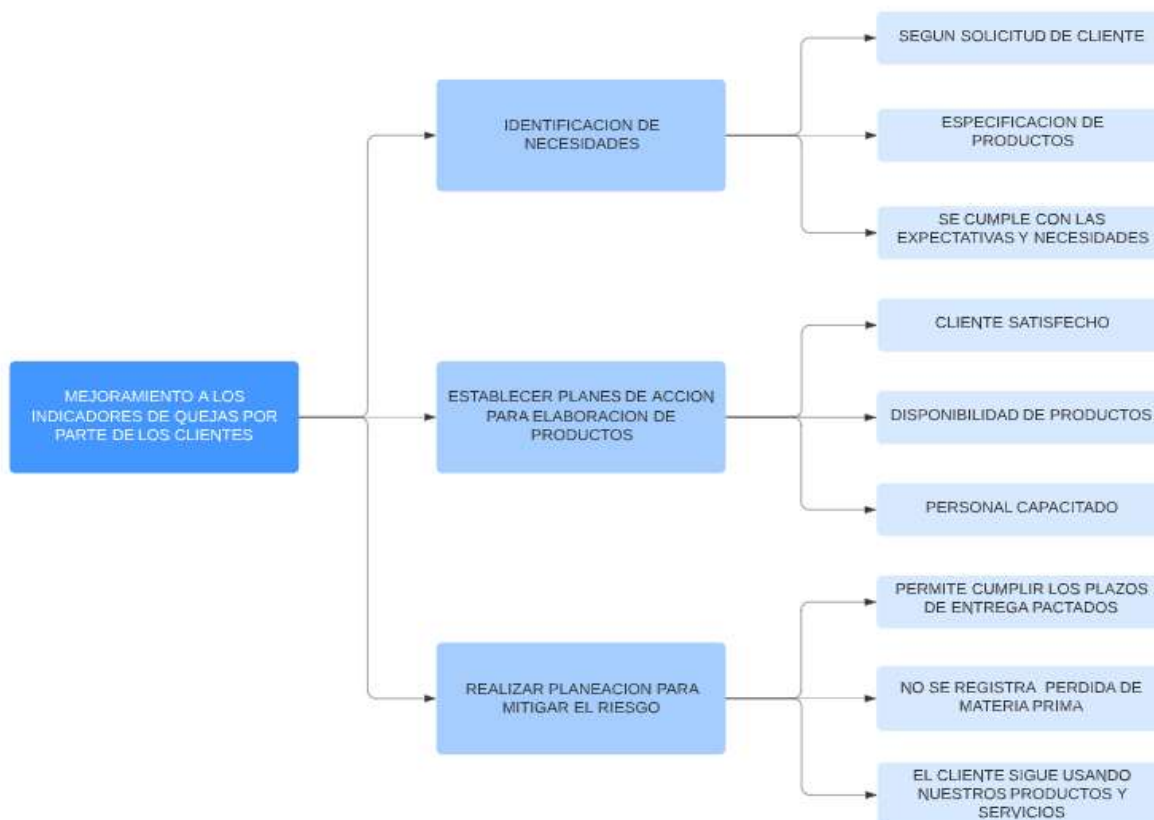 SEGUN SOLICITUD DE CLIENTE
IDENTIFICACION DE
NECESIDADES
ESPECIFICACION DE
PRODUCTOS
SE CUMPLE CON LAS
EXPECTATIVAS Y NECESIDADES
CLIENTE SATISFECHO
MEJORAMIENTO A LOS
INDICADORES DE QUEJAS POR
PARTE DE LOS CLIENTES
ESTABLECER PLANES DE ACCION
PARA ELABORACION DE
PRODUCTOS
DISPONIBILIDAD DE PRODUCTOS
PERSONAL CAPACITADO
PERMITE CUMPLIR LOS PLAZOS
DE ENTREGA PACTADOS
REALIZAR PLANEACION PARA
MITIGAR EL RIESGO
NO SE REGISTRA  PERDIDA DE
MATERIA PRIMA
EL CLIENTE SIGUE USANDO
NUESTROS PRODUCTOS Y
SERVICIOS